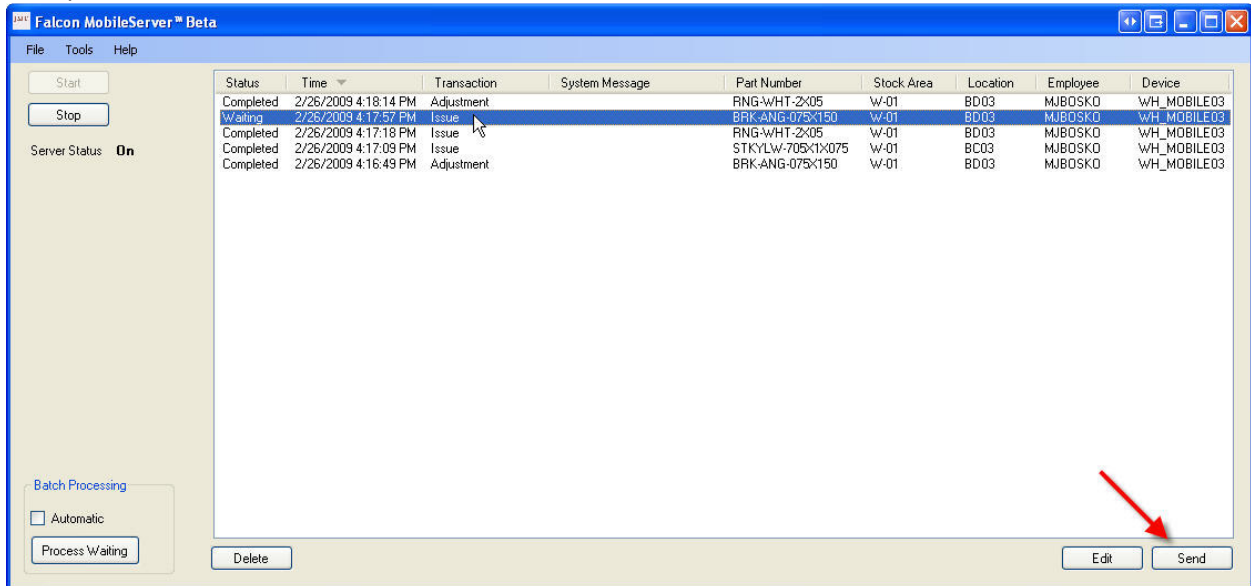 Falcon MobileServer™ Beta
File Tools Help
Start
Stop
Server Status On
Status Time Transaction System Message Part Number Stock Area Location Employee Device
Completed 2/26/2009 4:18:14 PM Adjustment RNG-WHT-2X05 W-01 BD03 MJBOSKO WH_MOBILE03
Waiting 2/26/2009 4:17:57 PM Issue BRK-ANG-075X150 W-01 BD03 MJBOSKO WH_MOBILE03
Completed 2/26/2009 4:17:18 PM Issue RNG-WHT-2X05 W-01 BD03 MJBOSKO WH_MOBILE03
Completed 2/26/2009 4:17:09 PM Issue STKYLW-705X1X075 W-01 BC03 MJBOSKO WH_MOBILE03
Completed 2/26/2009 4:16:49 PM Adjustment BRK-ANG-075X150 W-01 BD03 MJBOSKO WH_MOBILE03
Batch Processing
Automatic
Process Waiting
Delete Edit Send